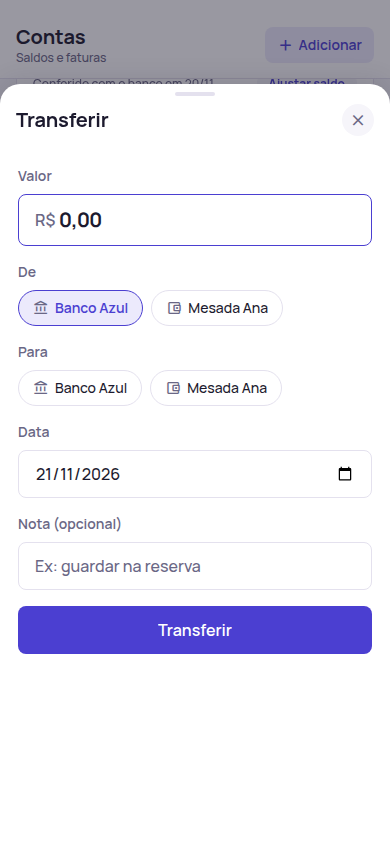 Contas
Saldos e faturas
Adicionar
Conferido com o banco em 20/11
Ajustar saldo
Transferir
Valor
R$ 0,00
De
Banco Azul
Mesada Ana
Para
Banco Azul
Mesada Ana
Data
21/11/2026
Nota (opcional)
Ex: guardar na reserva
Transferir